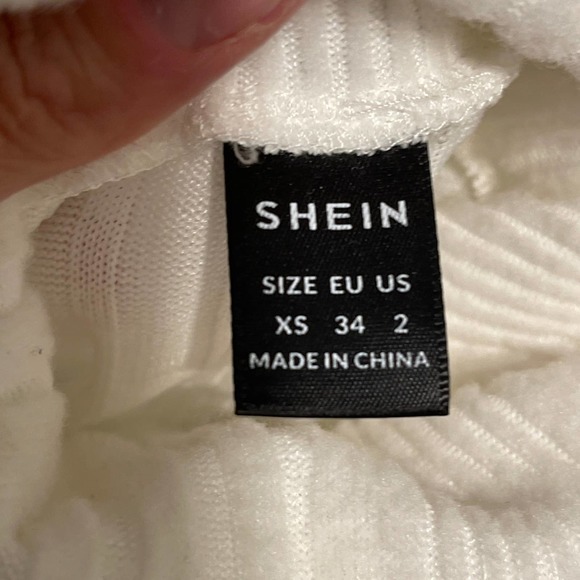 SHEIN
SIZE EU US
XS 34 2
MADE IN CHINA